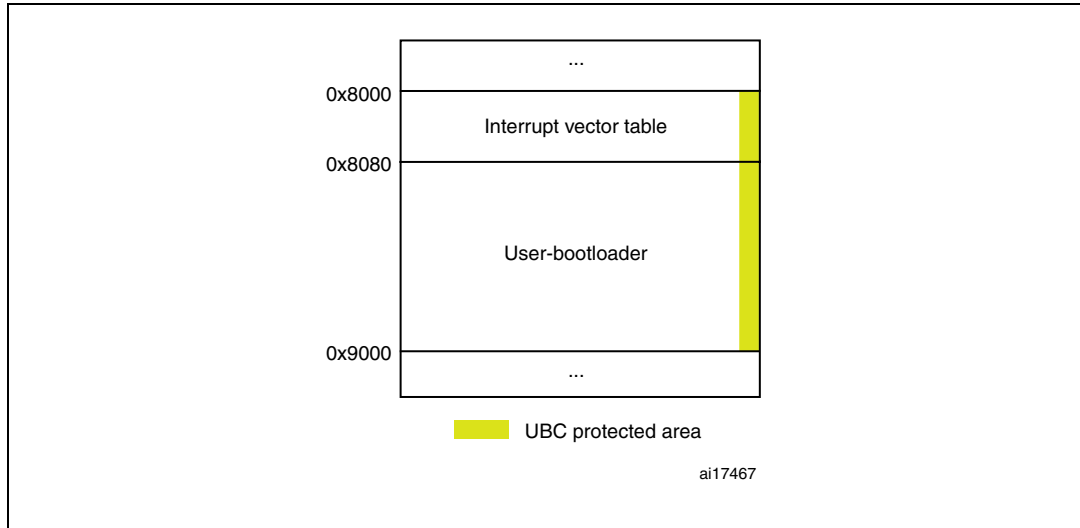 ...
0x8000
Interrupt vector table
0x8080
User-bootloader
0x9000
...
UBC protected area
ai17467